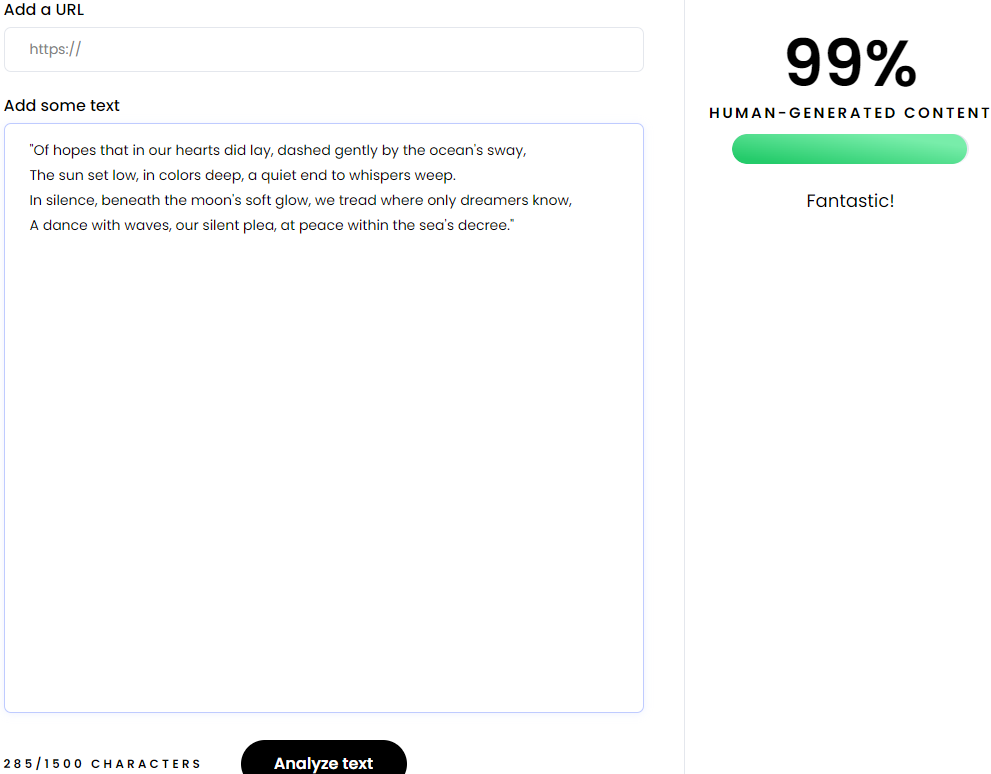 Add a URL
https://
Add some text
"Of hopes that in our hearts did lay, dashed gently by the ocean's sway,
The sun set low, in colors deep, a quiet end to whispers weep.
In silence, beneath the moon's soft glow, we tread where only dreamers know,
A dance with waves, our silent plea, at peace within the sea's decree."
285/1500 CHARACTERS
Analyze text
99%
HUMAN-GENERATED CONTENT
Fantastic!